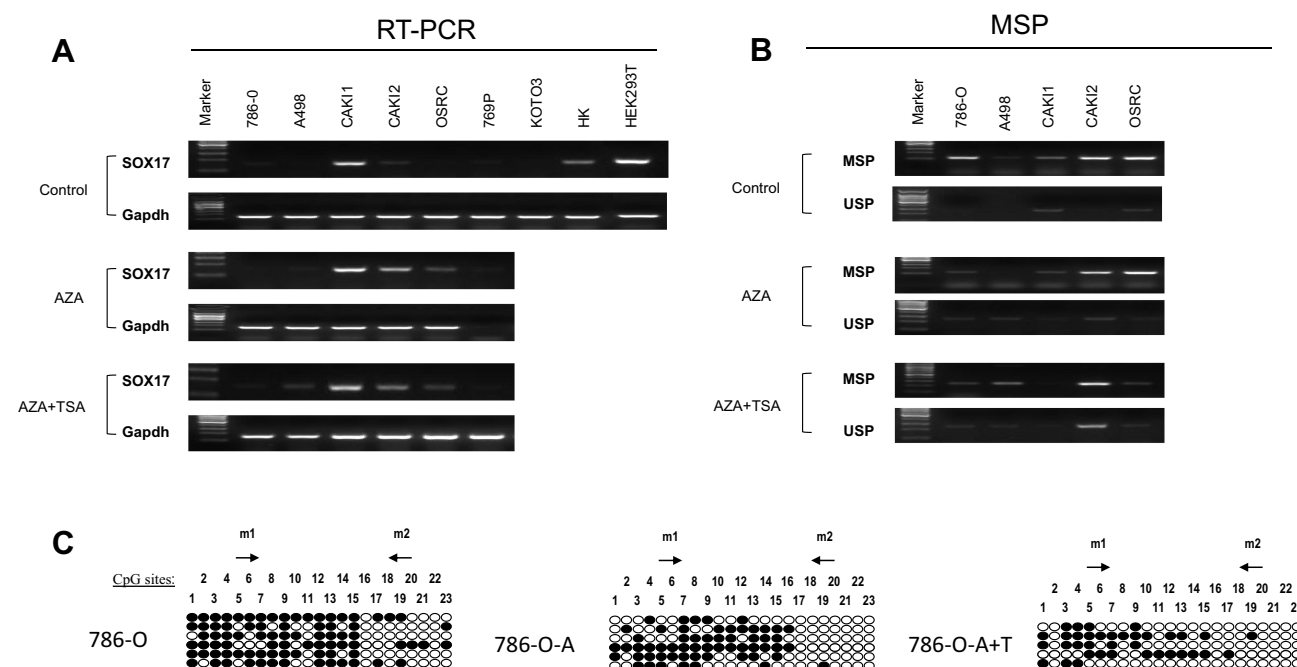 A
RT-PCR
Marker 786-0 A498 CAKI1 CAKI2 OSRC 769P KOTO3 HK HEK293T
Control
SOX17
Gapdh
AZA
SOX17
Gapdh
AZA+TSA
SOX17
Gapdh
B
MSP
Marker 786-O A498 CAKI1 CAKI2 OSRC
Control
MSP
USP
AZA
MSP
USP
AZA+TSA
MSP
USP
C
m1 m2
CpG sites: 2 4 6 8 10 12 14 16 18 20 22
1 3 5 7 9 11 13 15 17 19 21 23
786-O
m1 m2
2 4 6 8 10 12 14 16 18 20 22
1 3 5 7 9 11 13 15 17 19 21 23
786-O-A
m1 m2
2 4 6 8 10 12 14 16 18 20 22
1 3 5 7 9 11 13 15 17 19 21
786-O-A+T